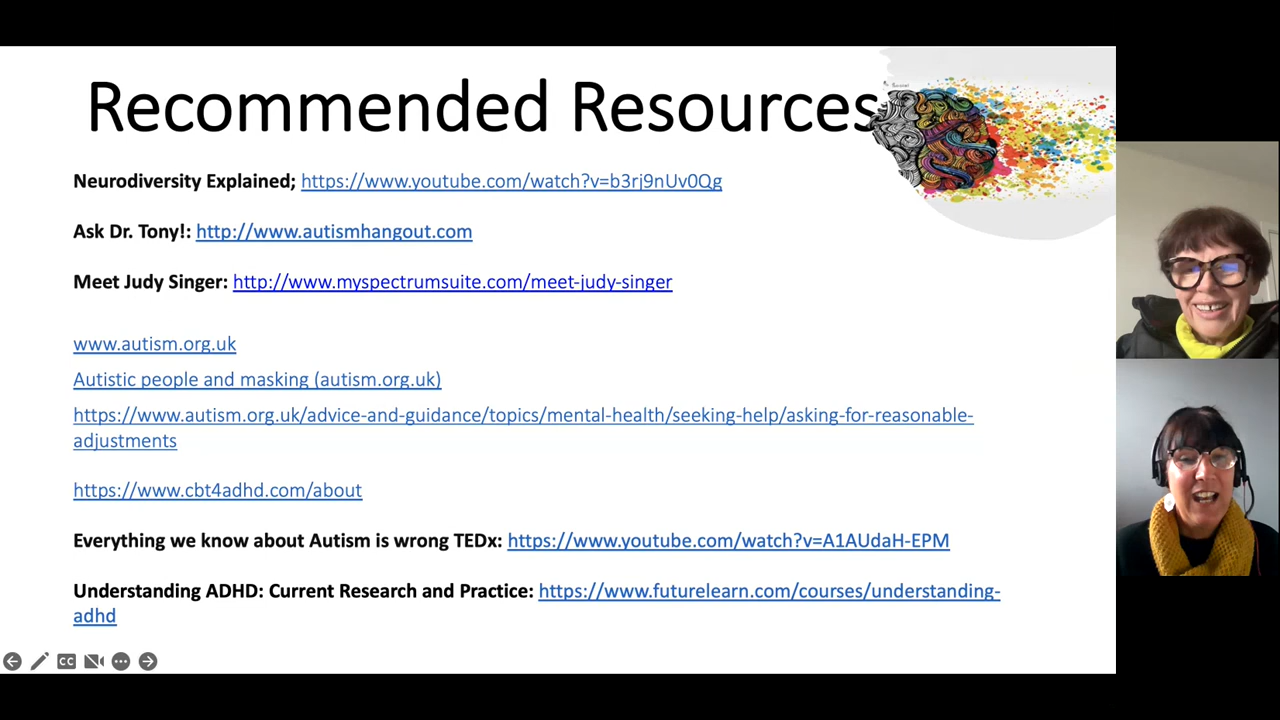 Recommended Resources
Neurodiversity Explained; https://www.youtube.com/watch?v=b3rj9nUv0Qg
Ask Dr. Tony!: http://www.autismhangout.com
Meet Judy Singer: http://www.myspectrumsuite.com/meet-judy-singer
www.autism.org.uk
Autistic people and masking (autism.org.uk)
https://www.autism.org.uk/advice-and-guidance/topics/mental-health/seeking-help/asking-for-reasonable-
adjustments
https://www.cbt4adhd.com/about
Everything we know about Autism is wrong TEDx: https://www.youtube.com/watch?v=A1AUdaH-EPM
Understanding ADHD: Current Research and Practice: https://www.futurelearn.com/courses/understanding-
adhd
CC